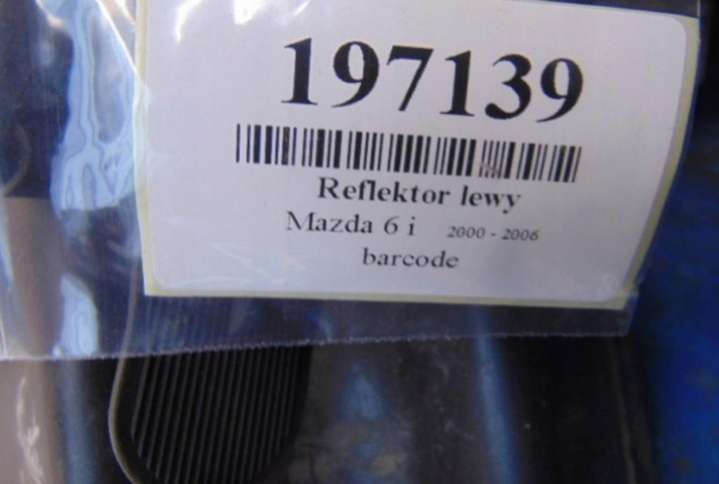 197139
Reflektor lewy
Mazda 6 i 2000 - 2006
barcode